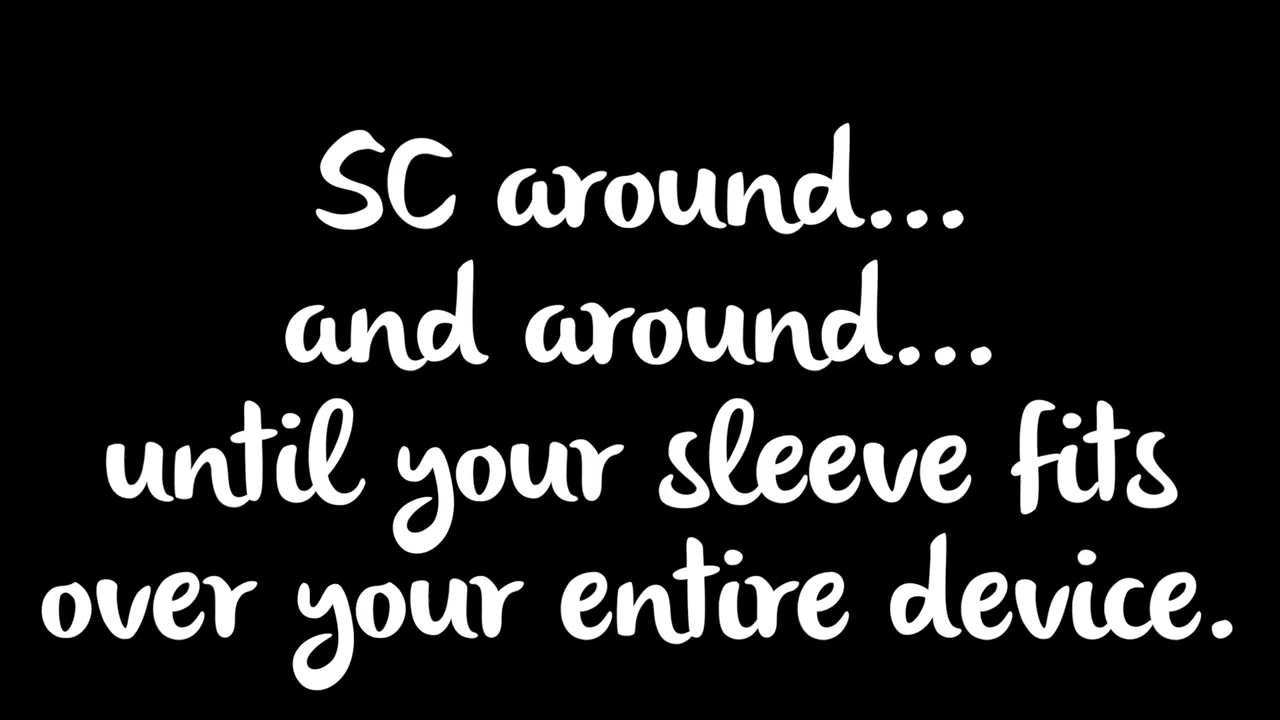 SC around...
and around...
until your sleeve fits
over your entire device.